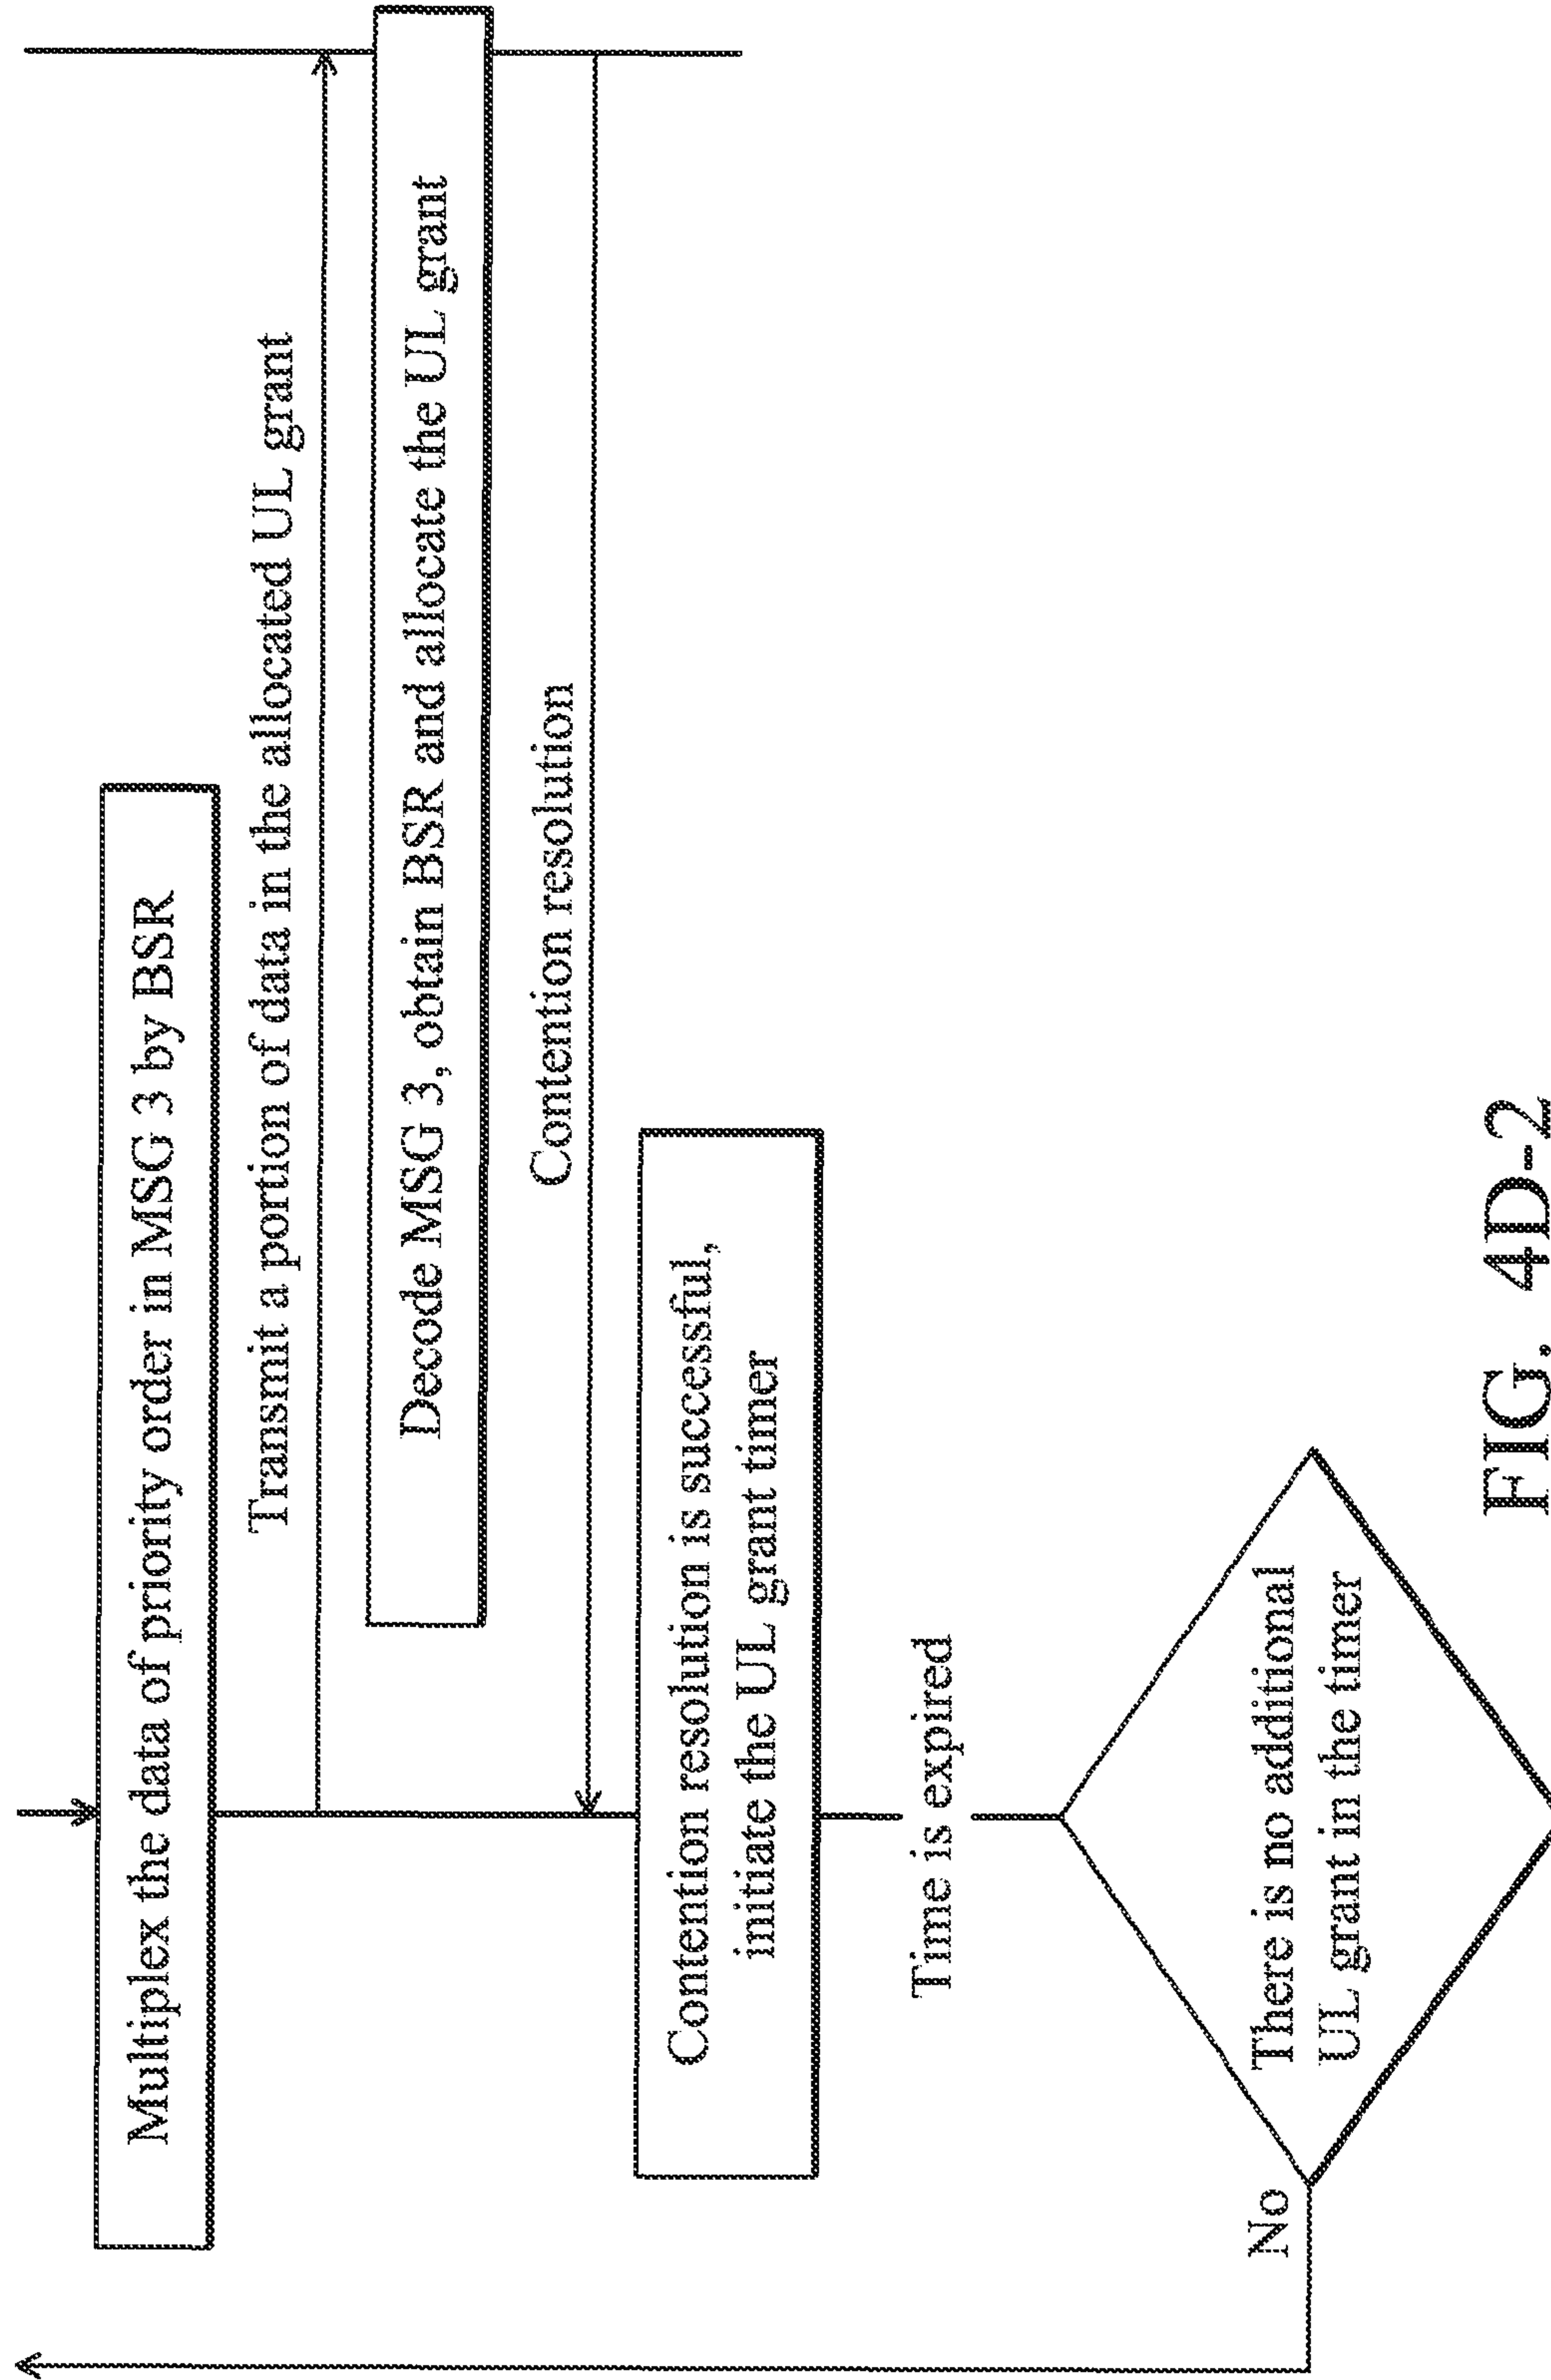 Multiplex the data of priority order in MSG 3 by BSR
Transmit a portion of data in the allocated UL grant
Decode MSG 3, obtain BSR and allocate the UL grant
Contention resolution
Contention resolution is successful,
initiate the UL grant timer
Time is expired
There is no additional
UL grant in the timer
No
FIG. 4D-2